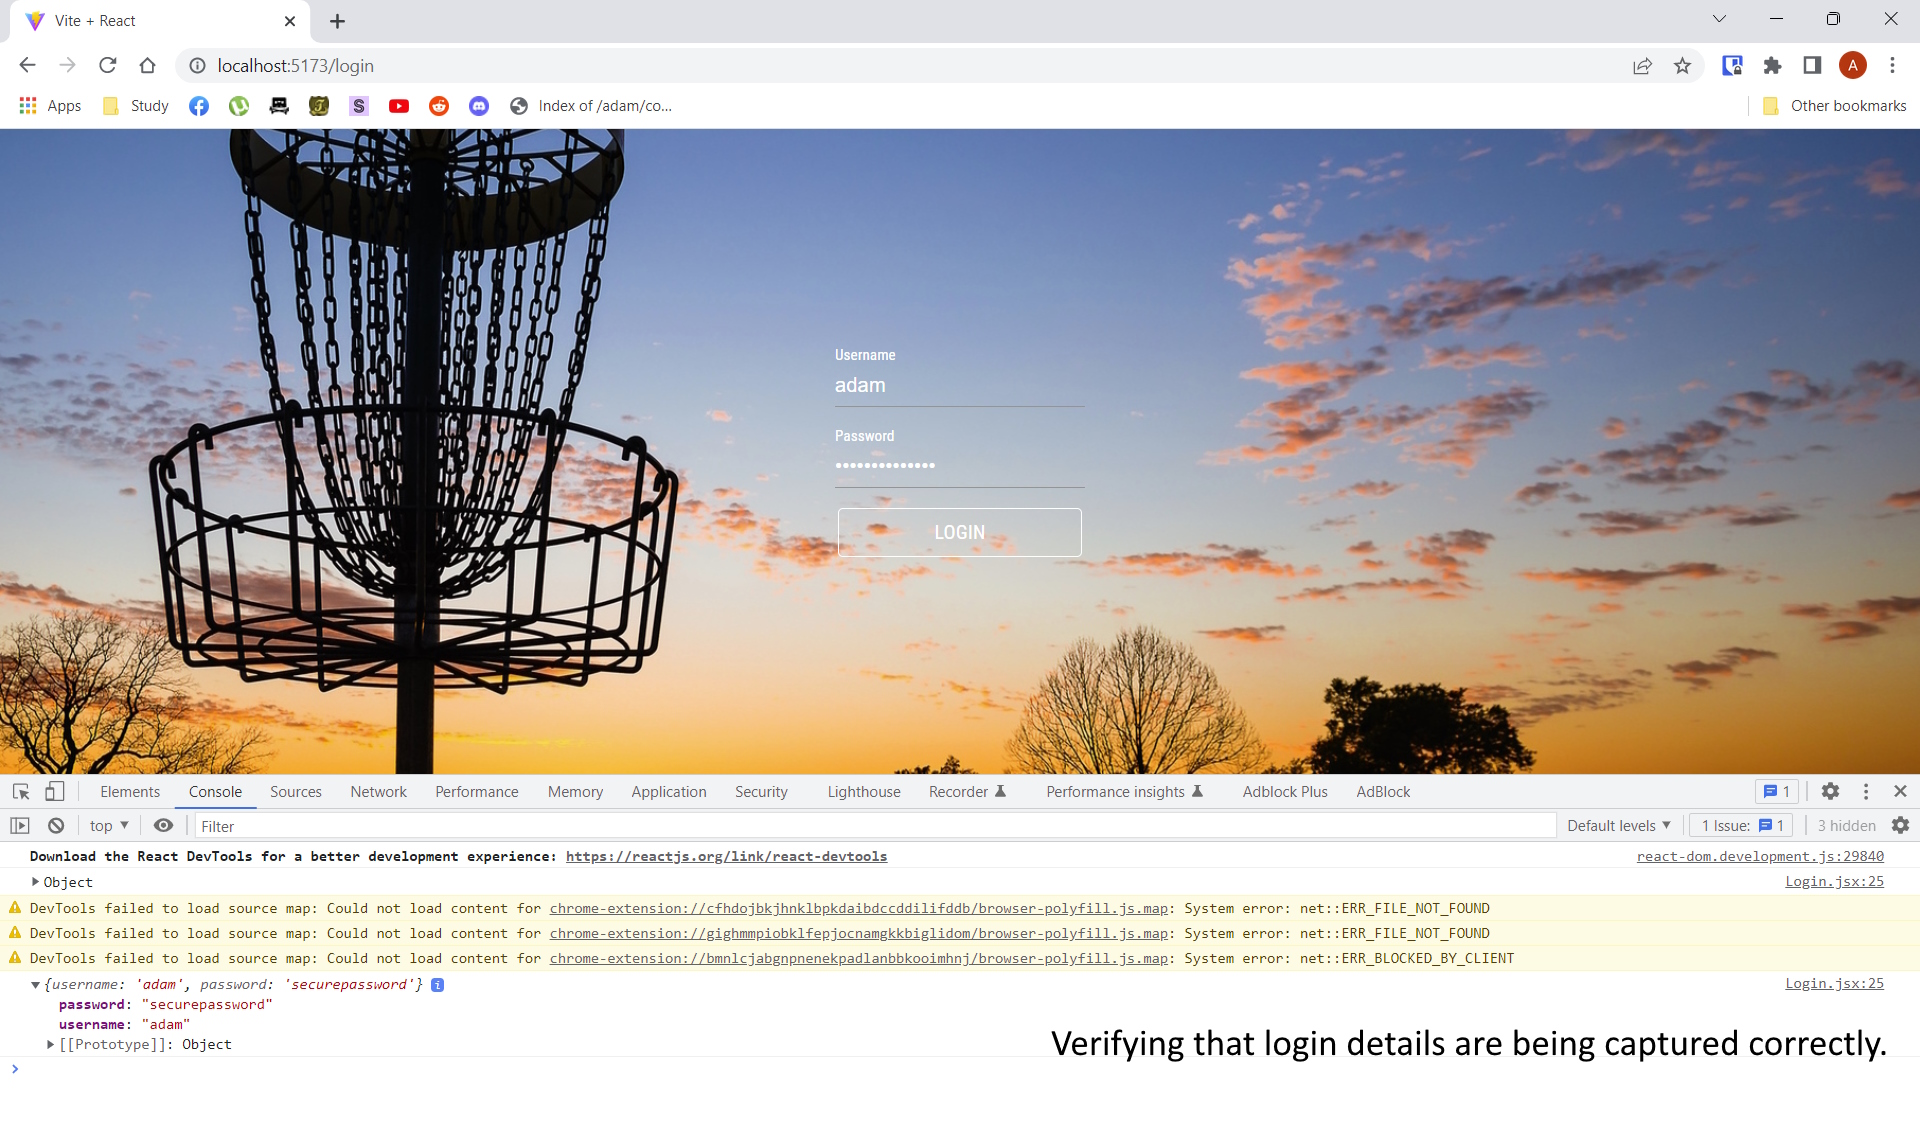 Vite + React
localhost:5173/login
A
Apps
Study
S
Index of /adam/co...
Other bookmarks
Username
adam
Password
••••••••••••••
LOGIN
Elements Console Sources Network Performance Memory Application Security Lighthouse Recorder Performance insights Adblock Plus AdBlock 1
top Filter Default levels 1 Issue: 1 3 hidden
Download the React DevTools for a better development experience: https://reactjs.org/link/react-devtools react-dom.development.js:29840
Object Login.jsx:25
DevTools failed to load source map: Could not load content for chrome-extension://cfhdojbkjhnklbpkdaibdccddilifddb/browser-polyfill.js.map: System error: net::ERR_FILE_NOT_FOUND
DevTools failed to load source map: Could not load content for chrome-extension://gighmmpiobklfepjocnamgkkbiglidom/browser-polyfill.js.map: System error: net::ERR_FILE_NOT_FOUND
DevTools failed to load source map: Could not load content for chrome-extension://bmnlcjabgnpnenekpadlanbbkooimhnj/browser-polyfill.js.map: System error: net::ERR_BLOCKED_BY_CLIENT
{username: 'adam', password: 'securepassword'} i Login.jsx:25
password: "securepassword"
username: "adam"
[[Prototype]]: Object
Verifying that login details are being captured correctly.